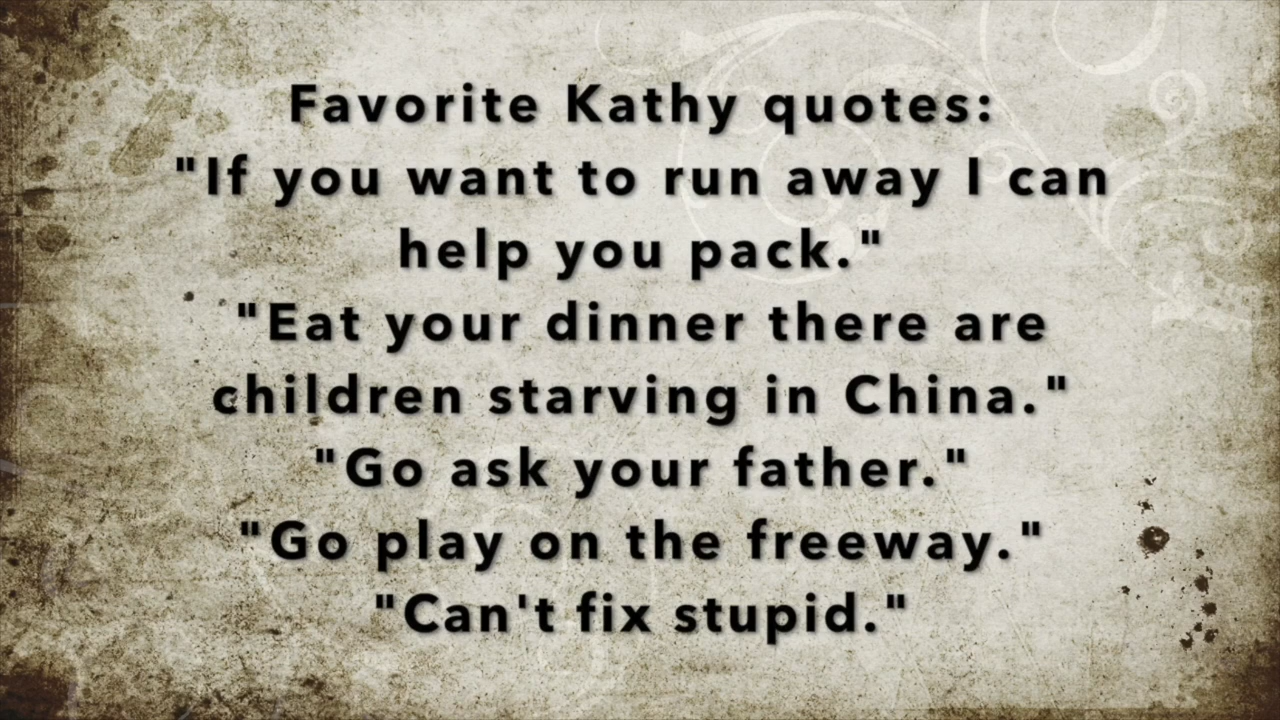 Favorite Kathy quotes:
"If you want to run away I can
help you pack."
"Eat your dinner there are
children starving in China."
"Go ask your father."
"Go play on the freeway."
"Can't fix stupid."